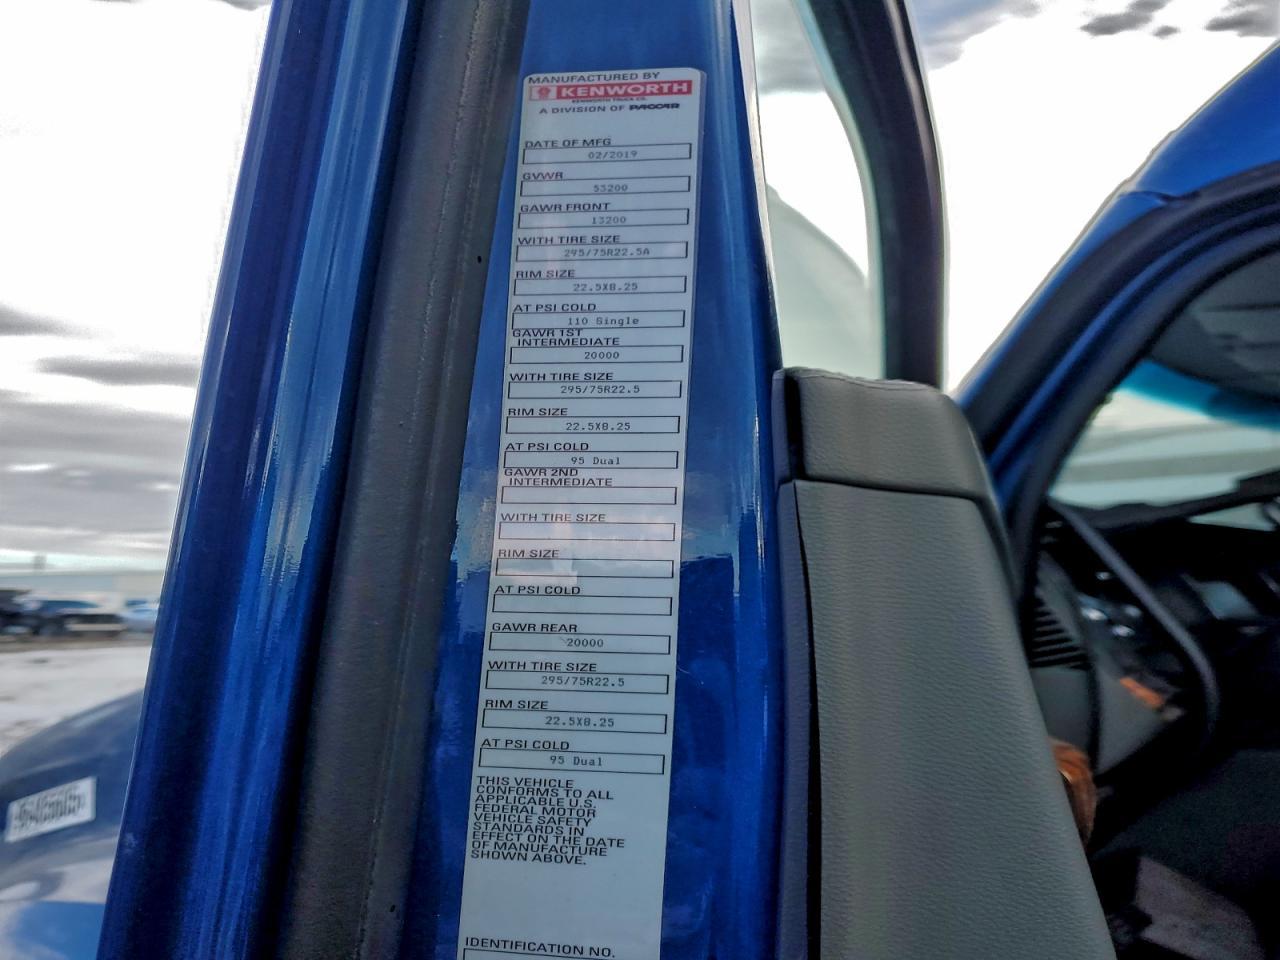 MANUFACTURED BY
KENWORTH
KENWORTH TRUCK CO.
A DIVISION OF PACCAR
DATE OF MFG
02/2019
GVWR
53200
GAWR FRONT
13200
WITH TIRE SIZE
295/75R22.5A
RIM SIZE
22.5X8.25
AT PSI COLD
110 Single
GAWR 1ST
INTERMEDIATE
20000
WITH TIRE SIZE
295/75R22.5
RIM SIZE
22.5X8.25
AT PSI COLD
95 Dual
GAWR 2ND
INTERMEDIATE
WITH TIRE SIZE
RIM SIZE
AT PSI COLD
GAWR REAR
20000
WITH TIRE SIZE
295/75R22.5
RIM SIZE
22.5X8.25
AT PSI COLD
95 Dual
THIS VEHICLE
CONFORMS TO ALL
APPLICABLE U.S.
FEDERAL MOTOR
VEHICLE SAFETY
STANDARDS IN
EFFECT ON THE DATE
OF MANUFACTURE
SHOWN ABOVE.
IDENTIFICATION NO.